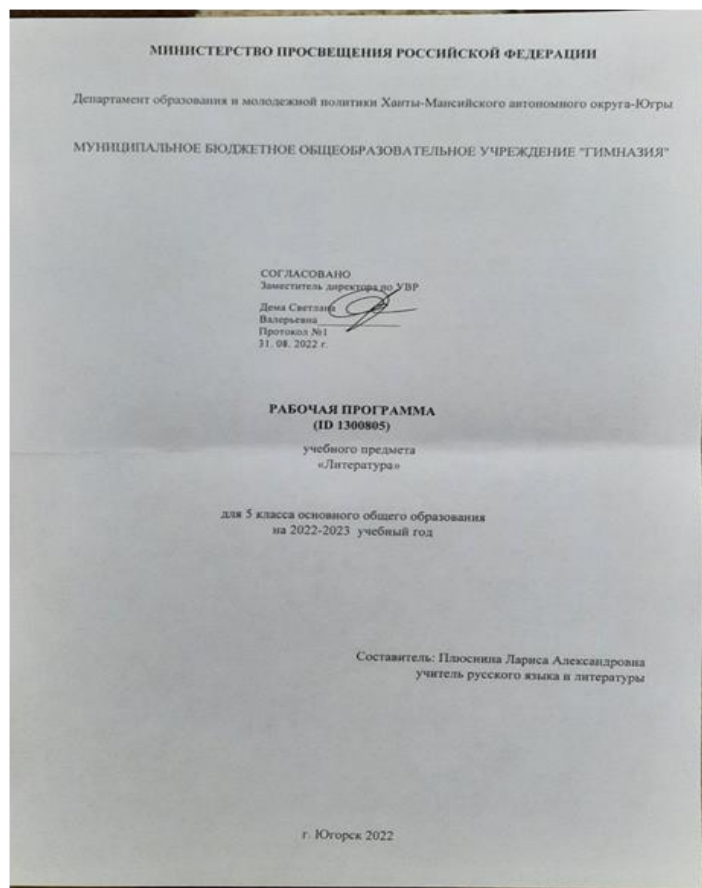 МИНИСТЕРСТВО ПРОСВЕЩЕНИЯ РОССИЙСКОЙ ФЕДЕРАЦИИ
Департамент образования и молодежной политики Ханты-Мансийского автономного округа-Югры
МУНИЦИПАЛЬНОЕ БЮДЖЕТНОЕ ОБЩЕОБРАЗОВАТЕЛЬНОЕ УЧРЕЖДЕНИЕ "ГИМНАЗИЯ"
СОГЛАСОВАНО
Заместитель директора по УВР
Дема Светлана
Валерьевна
Протокол №1
31. 08. 2022 г.
РАБОЧАЯ ПРОГРАММА
(ID 1300805)
учебного предмета
«Литература»
для 5 класса основного общего образования
на 2022-2023 учебный год
Составитель: Плюснина Лариса Александровна
учитель русского языка и литературы
г. Югорск 2022